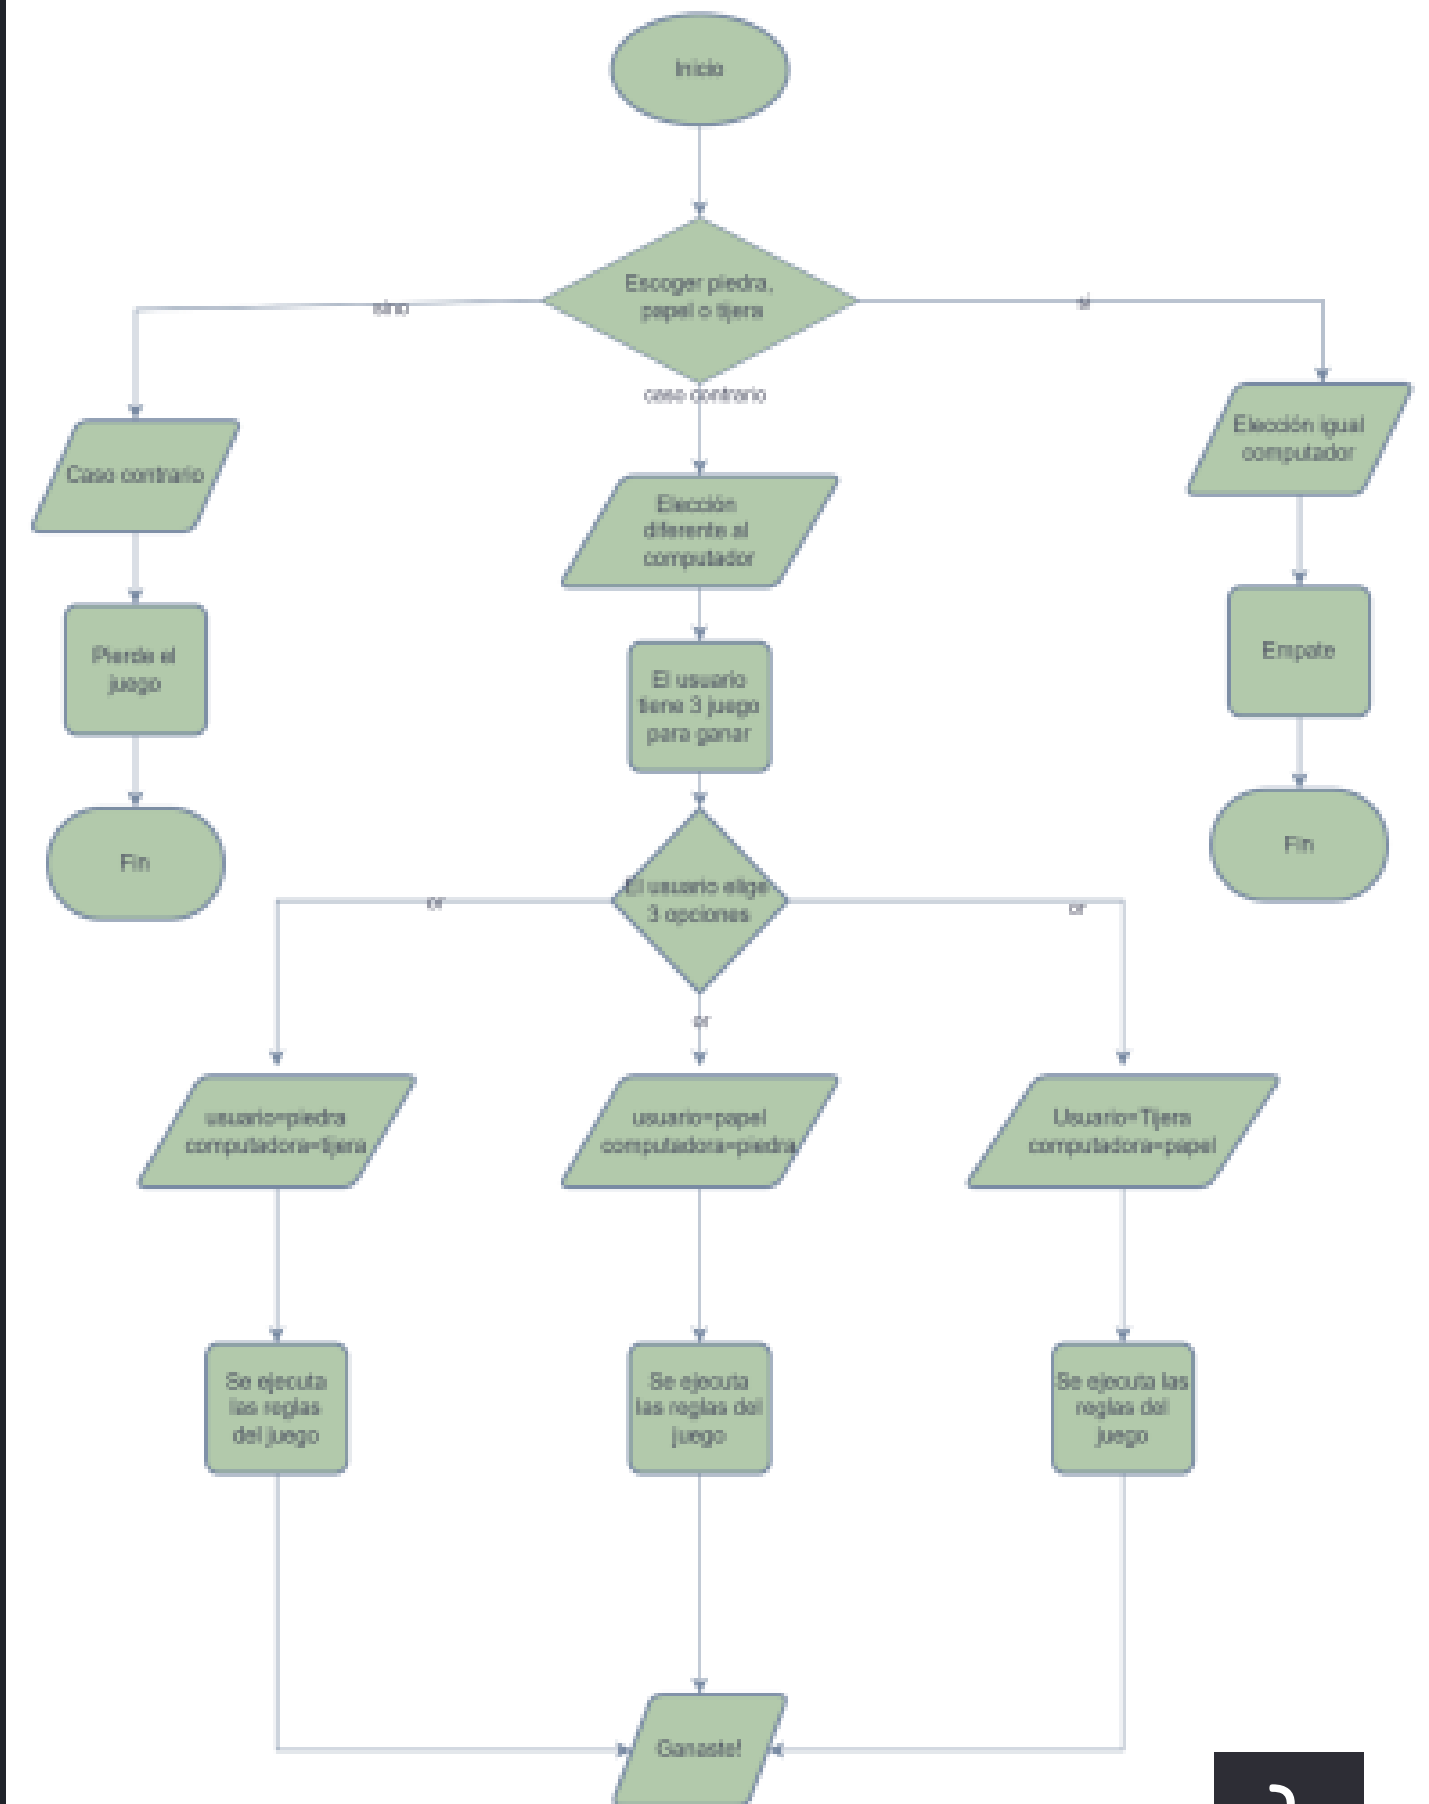 Inicio
Escoger piedra,
papel o tijera
sino
si
caso contrario
Caso contrario
Elección
diferente al
computador
Elección igual
computador
Pierde el
juego
El usuario
tiene 3 juego
para ganar
Empate
Fin
Fin
El usuario elige
3 opciones
or
or
or
usuario=piedra
computadora=tijera
usuario=papel
computadora=piedra
Usuario=Tijera
computadora=papel
Se ejecuta
las reglas
del juego
Se ejecuta
las reglas del
juego
Se ejecuta las
reglas del
juego
Ganaste!